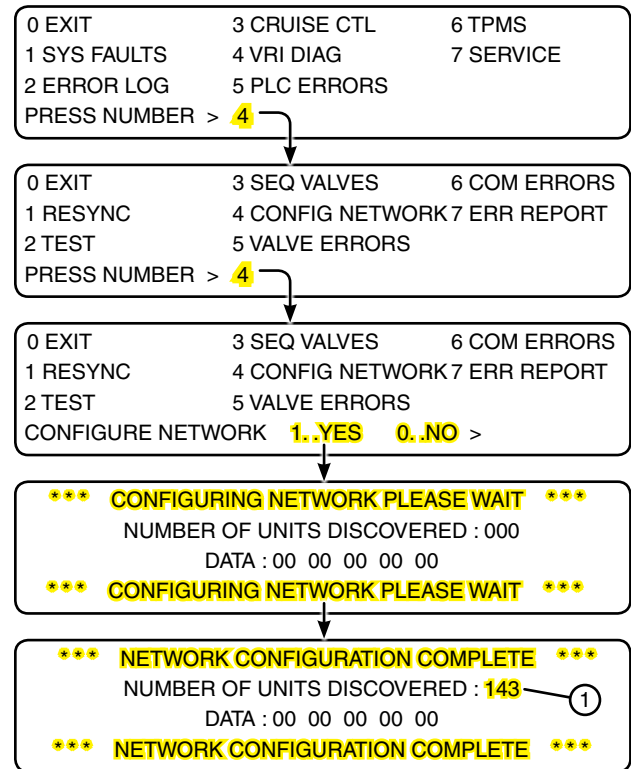 0 EXIT 3 CRUISE CTL 6 TPMS
1 SYS FAULTS 4 VRI DIAG 7 SERVICE
2 ERROR LOG 5 PLC ERRORS
PRESS NUMBER > 4
0 EXIT 3 SEQ VALVES 6 COM ERRORS
1 RESYNC 4 CONFIG NETWORK 7 ERR REPORT
2 TEST 5 VALVE ERRORS
PRESS NUMBER > 4
0 EXIT 3 SEQ VALVES 6 COM ERRORS
1 RESYNC 4 CONFIG NETWORK 7 ERR REPORT
2 TEST 5 VALVE ERRORS
CONFIGURE NETWORK 1. .YES 0. .NO >
*** CONFIGURING NETWORK PLEASE WAIT ***
NUMBER OF UNITS DISCOVERED : 000
DATA : 00 00 00 00 00
*** CONFIGURING NETWORK PLEASE WAIT ***
*** NETWORK CONFIGURATION COMPLETE ***
NUMBER OF UNITS DISCOVERED : 143 1
DATA : 00 00 00 00 00
*** NETWORK CONFIGURATION COMPLETE ***